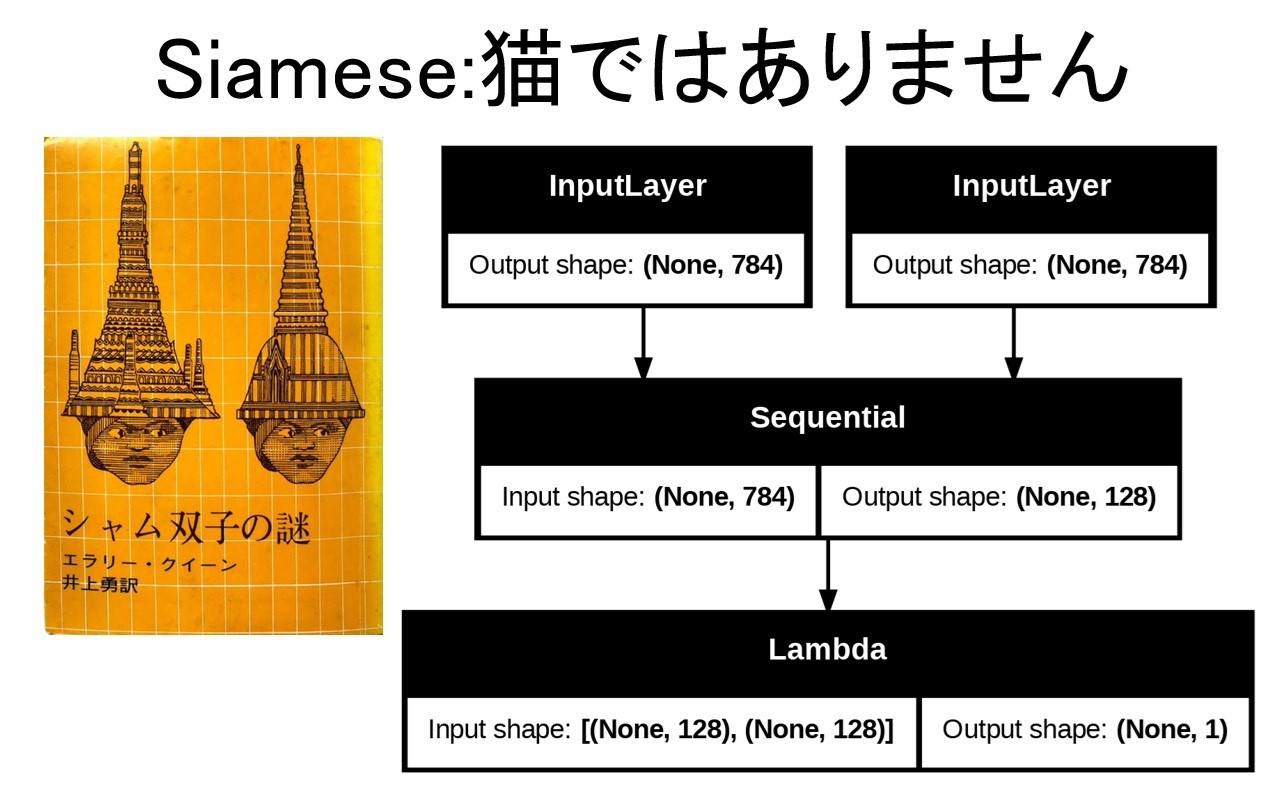 Siamese:猫ではありません
シャム双子の謎
エラリー・クイーン
井上勇訳
InputLayer
Output shape: (None, 784)
InputLayer
Output shape: (None, 784)
Sequential
Input shape: (None, 784)
Output shape: (None, 128)
Lambda
Input shape: [(None, 128), (None, 128)]
Output shape: (None, 1)